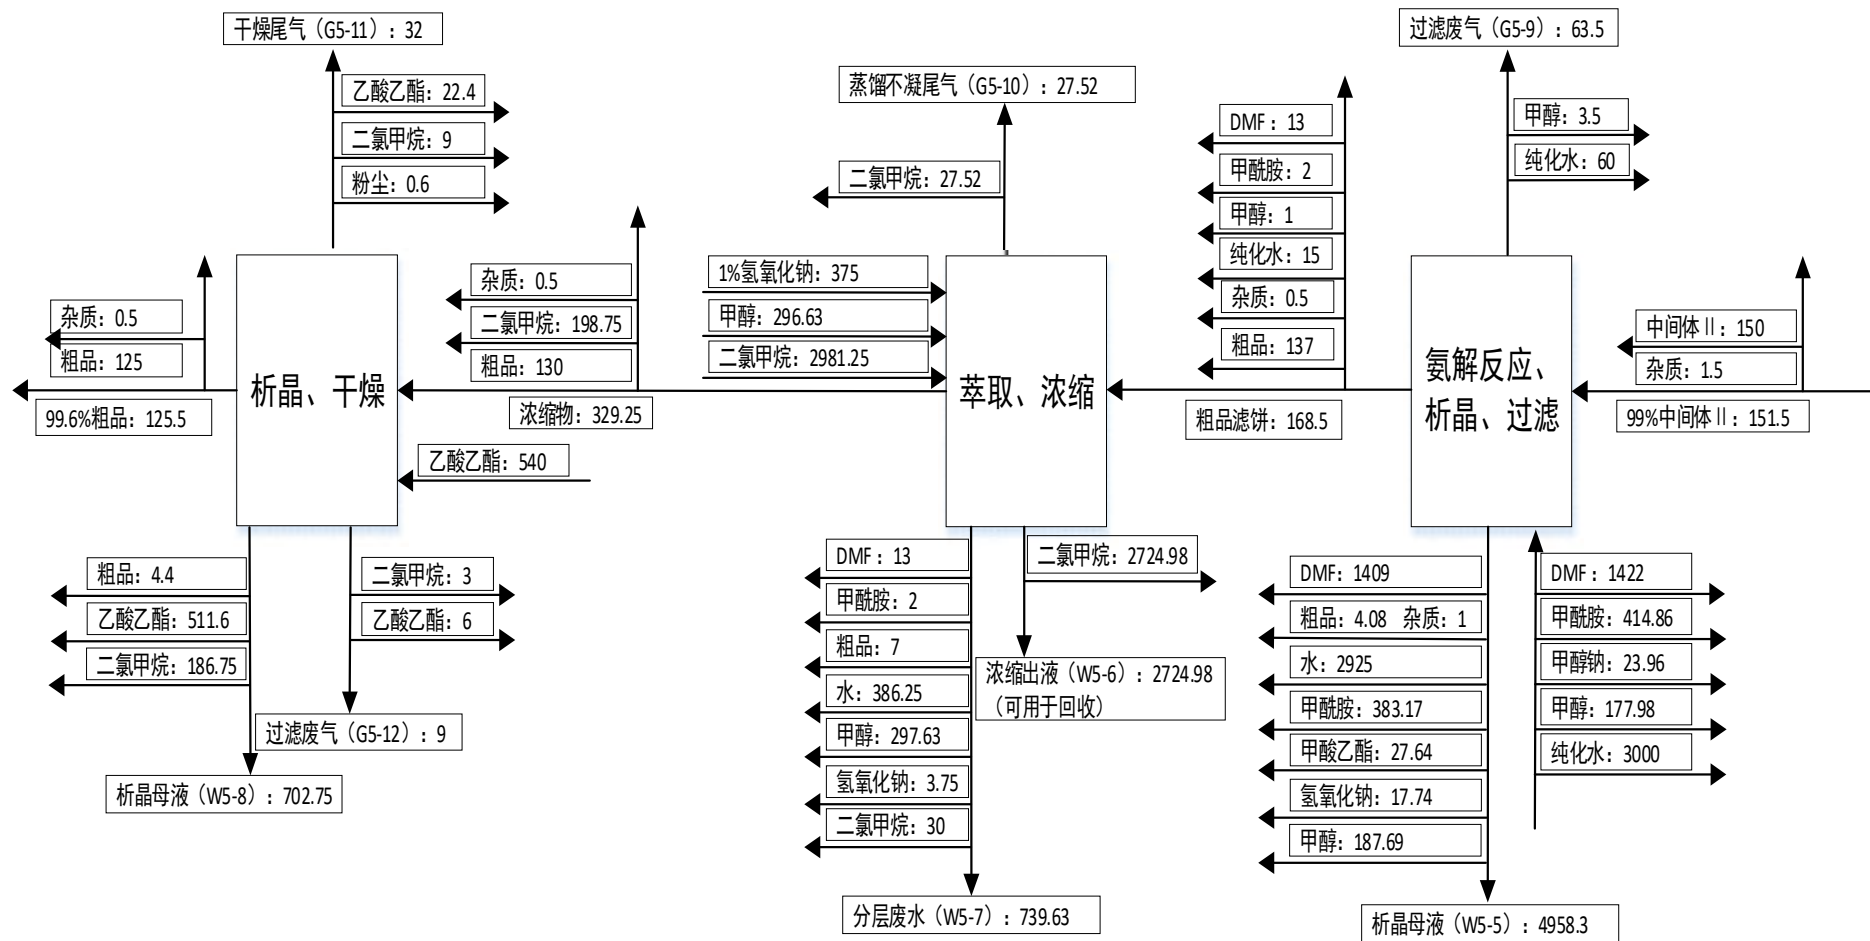 干燥尾气（G5-11）: 32
乙酸乙酯: 22.4
二氯甲烷: 9
粉尘: 0.6
杂质: 0.5
粗品: 125
99.6%粗品: 125.5
析晶、干燥
粗品: 4.4
乙酸乙酯: 511.6
二氯甲烷: 186.75
析晶母液（W5-8）: 702.75
二氯甲烷: 3
乙酸乙酯: 6
过滤废气（G5-12）: 9
杂质: 0.5
二氯甲烷: 198.75
粗品: 130
浓缩物: 329.25
乙酸乙酯: 540
蒸馏不凝尾气（G5-10）: 27.52
二氯甲烷: 27.52
1%氢氧化钠: 375
甲醇: 296.63
二氯甲烷: 2981.25
萃取、浓缩
DMF: 13
甲酰胺: 2
粗品: 7
水: 386.25
甲醇: 297.63
氢氧化钠: 3.75
二氯甲烷: 30
分层废水（W5-7）: 739.63
二氯甲烷: 2724.98
浓缩出液（W5-6）: 2724.98
（可用于回收）
DMF: 13
甲酰胺: 2
甲醇: 1
纯化水: 15
杂质: 0.5
粗品: 137
粗品滤饼: 168.5
过滤废气（G5-9）: 63.5
甲醇: 3.5
纯化水: 60
氨解反应、
析晶、过滤
中间体Ⅱ: 150
杂质: 1.5
99%中间体Ⅱ: 151.5
DMF: 1409
粗品: 4.08 杂质: 1
水: 2925
甲酰胺: 383.17
甲酸乙酯: 27.64
氢氧化钠: 17.74
甲醇: 187.69
析晶母液（W5-5）: 4958.3
DMF: 1422
甲酰胺: 414.86
甲醇钠: 23.96
甲醇: 177.98
纯化水: 3000